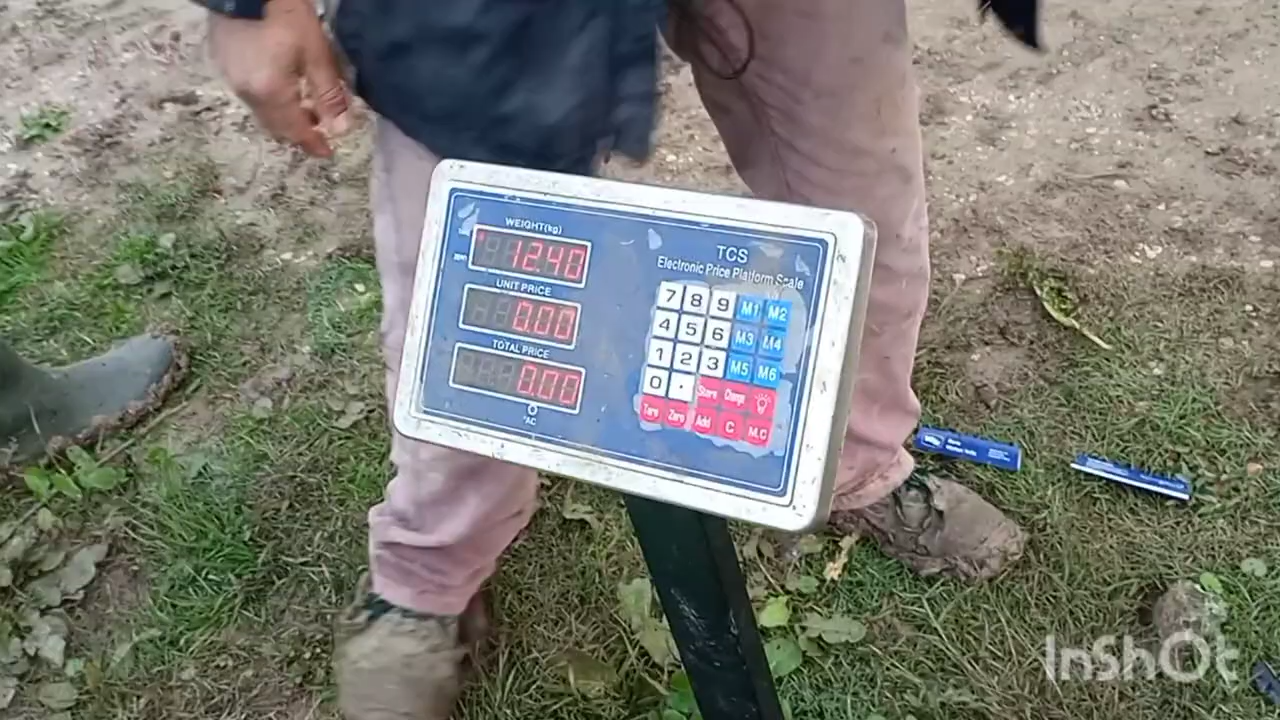 WEIGHT(kg)
12.40
UNIT PRICE
0.00
TOTAL PRICE
0.00
*AC
TCS
Electronic Price Platform Scale
7 8 9 M1 M2
4 5 6 M3 M4
1 2 3 M5 M6
0 . Store Change
Tare Zero Add C M.C
InShOt